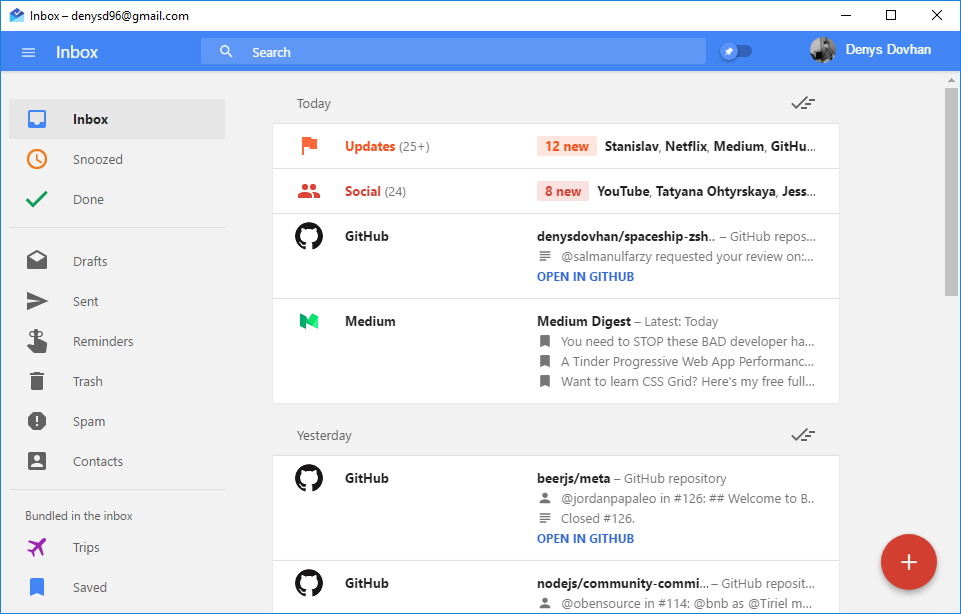 Inbox – denysd96@gmail.com
Inbox
Search
Denys Dovhan
Inbox
Snoozed
Done
Drafts
Sent
Reminders
Trash
Spam
Contacts
Bundled in the inbox
Trips
Saved
Today
Updates (25+)
12 new Stanislav, Netflix, Medium, GitHu...
Social (24)
8 new YouTube, Tatyana Ohtyrskaya, Jess...
GitHub
denysdovhan/spaceship-zsh.. – GitHub repos...
@salmanulfarzy requested your review on:...
OPEN IN GITHUB
Medium
Medium Digest – Latest: Today
You need to STOP these BAD developer ha...
A Tinder Progressive Web App Performanc...
Want to learn CSS Grid? Here's my free full...
Yesterday
GitHub
beerjs/meta – GitHub repository
@jordanpapaleo in #126: ## Welcome to B..
Closed #126.
OPEN IN GITHUB
GitHub
nodejs/community-commi... – GitHub reposit...
@obensource in #114: @bnb as @Tiriel m...